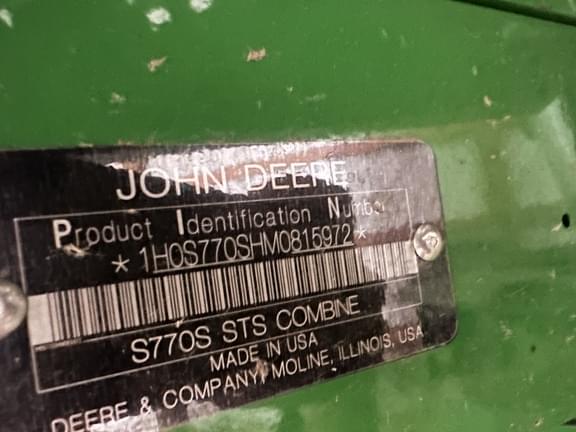 JOHN DEERE
Product Identification Number
*1H0S770SHM0815972*
S770S STS COMBINE
MADE IN USA
DEERE & COMPANY MOLINE, ILLINOIS, USA